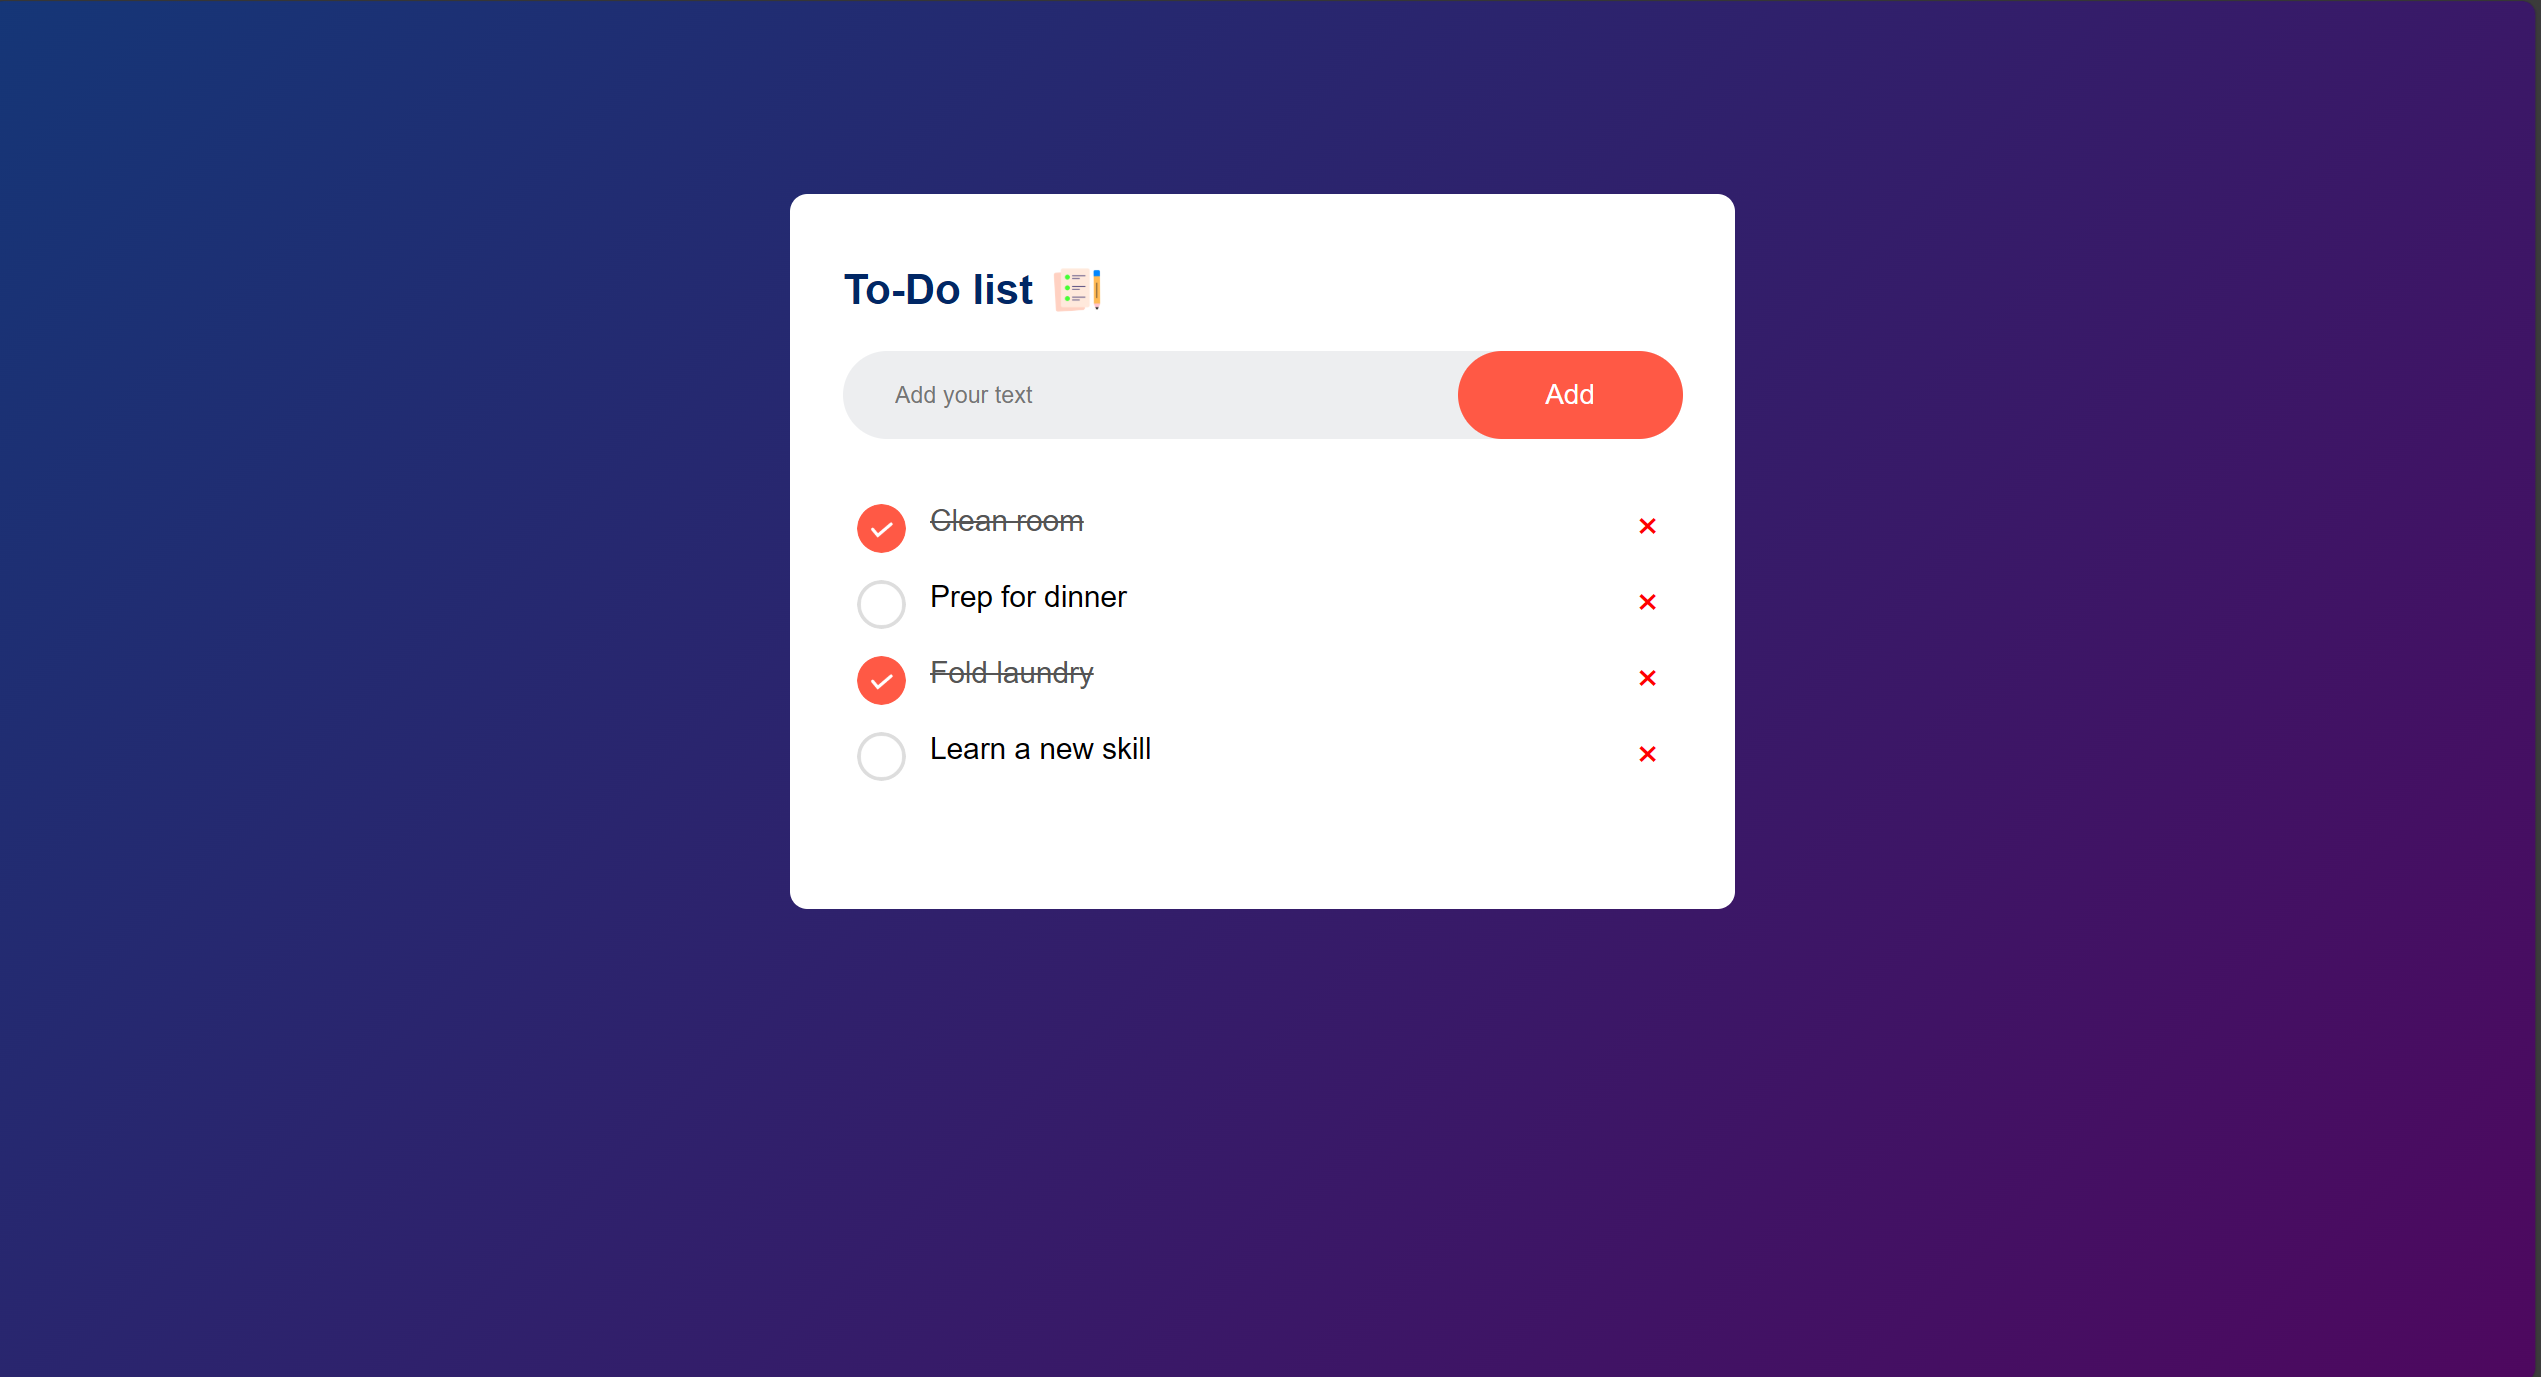 To-Do list
Add your text
Add
Clean room
Prep for dinner
Fold laundry
Learn a new skill